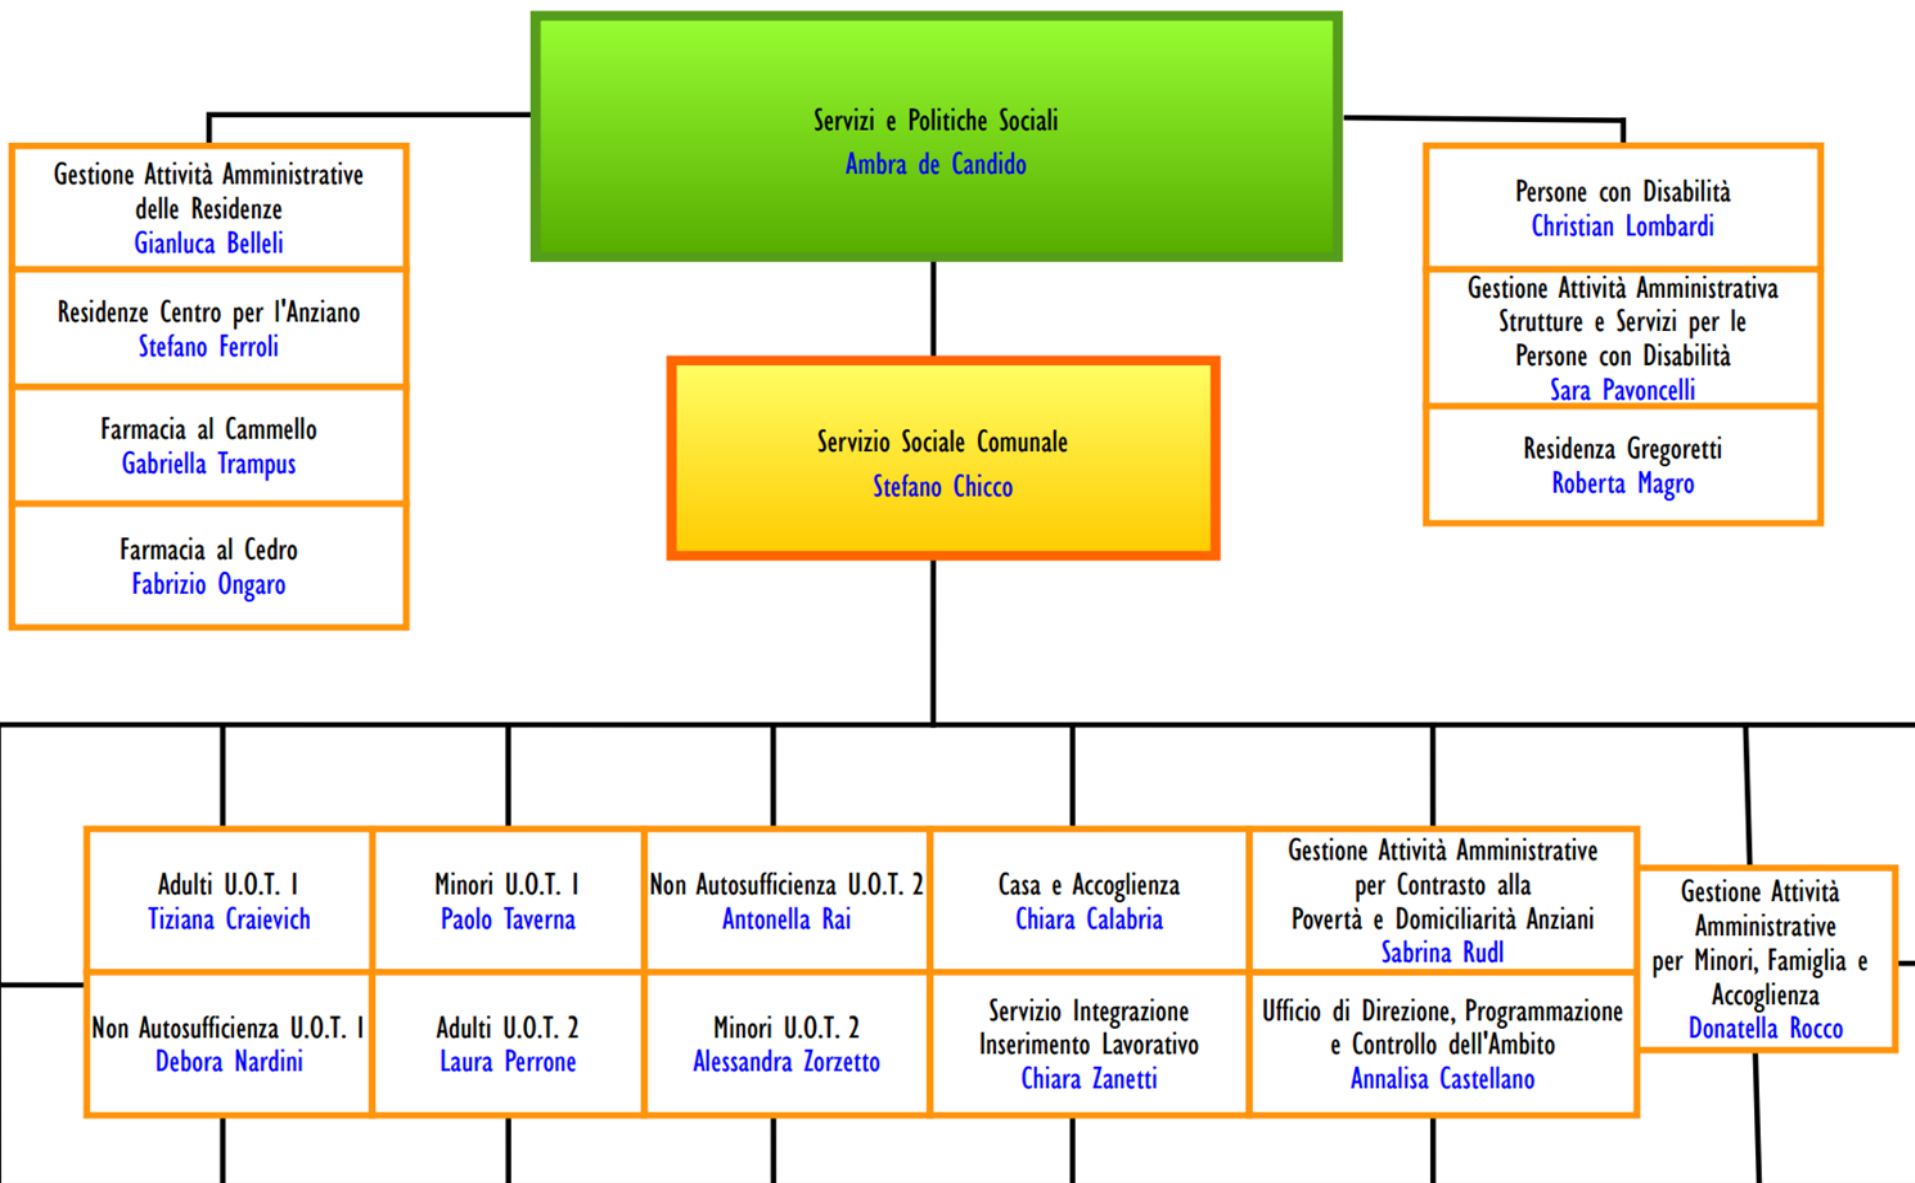 Servizi e Politiche Sociali
Ambra de Candido
Gestione Attività Amministrative
delle Residenze
Gianluca Belleli
Residenze Centro per l'Anziano
Stefano Ferroli
Farmacia al Cammello
Gabriella Trampus
Farmacia al Cedro
Fabrizio Ongaro
Persone con Disabilità
Christian Lombardi
Gestione Attività Amministrativa
Strutture e Servizi per le
Persone con Disabilità
Sara Pavoncelli
Residenza Gregoretti
Roberta Magro
Servizio Sociale Comunale
Stefano Chicco
Adulti U.O.T. 1
Tiziana Craievich
Minori U.O.T. 1
Paolo Taverna
Non Autosufficienza U.O.T. 2
Antonella Rai
Casa e Accoglienza
Chiara Calabria
Gestione Attività Amministrative
per Contrasto alla
Povertà e Domiciliarità Anziani
Sabrina Rudl
Gestione Attività
Amministrative
per Minori, Famiglia e
Accoglienza
Donatella Rocco
Non Autosufficienza U.O.T. 1
Debora Nardini
Adulti U.O.T. 2
Laura Perrone
Minori U.O.T. 2
Alessandra Zorzetto
Servizio Integrazione
Inserimento Lavorativo
Chiara Zanetti
Ufficio di Direzione, Programmazione
e Controllo dell'Ambito
Annalisa Castellano